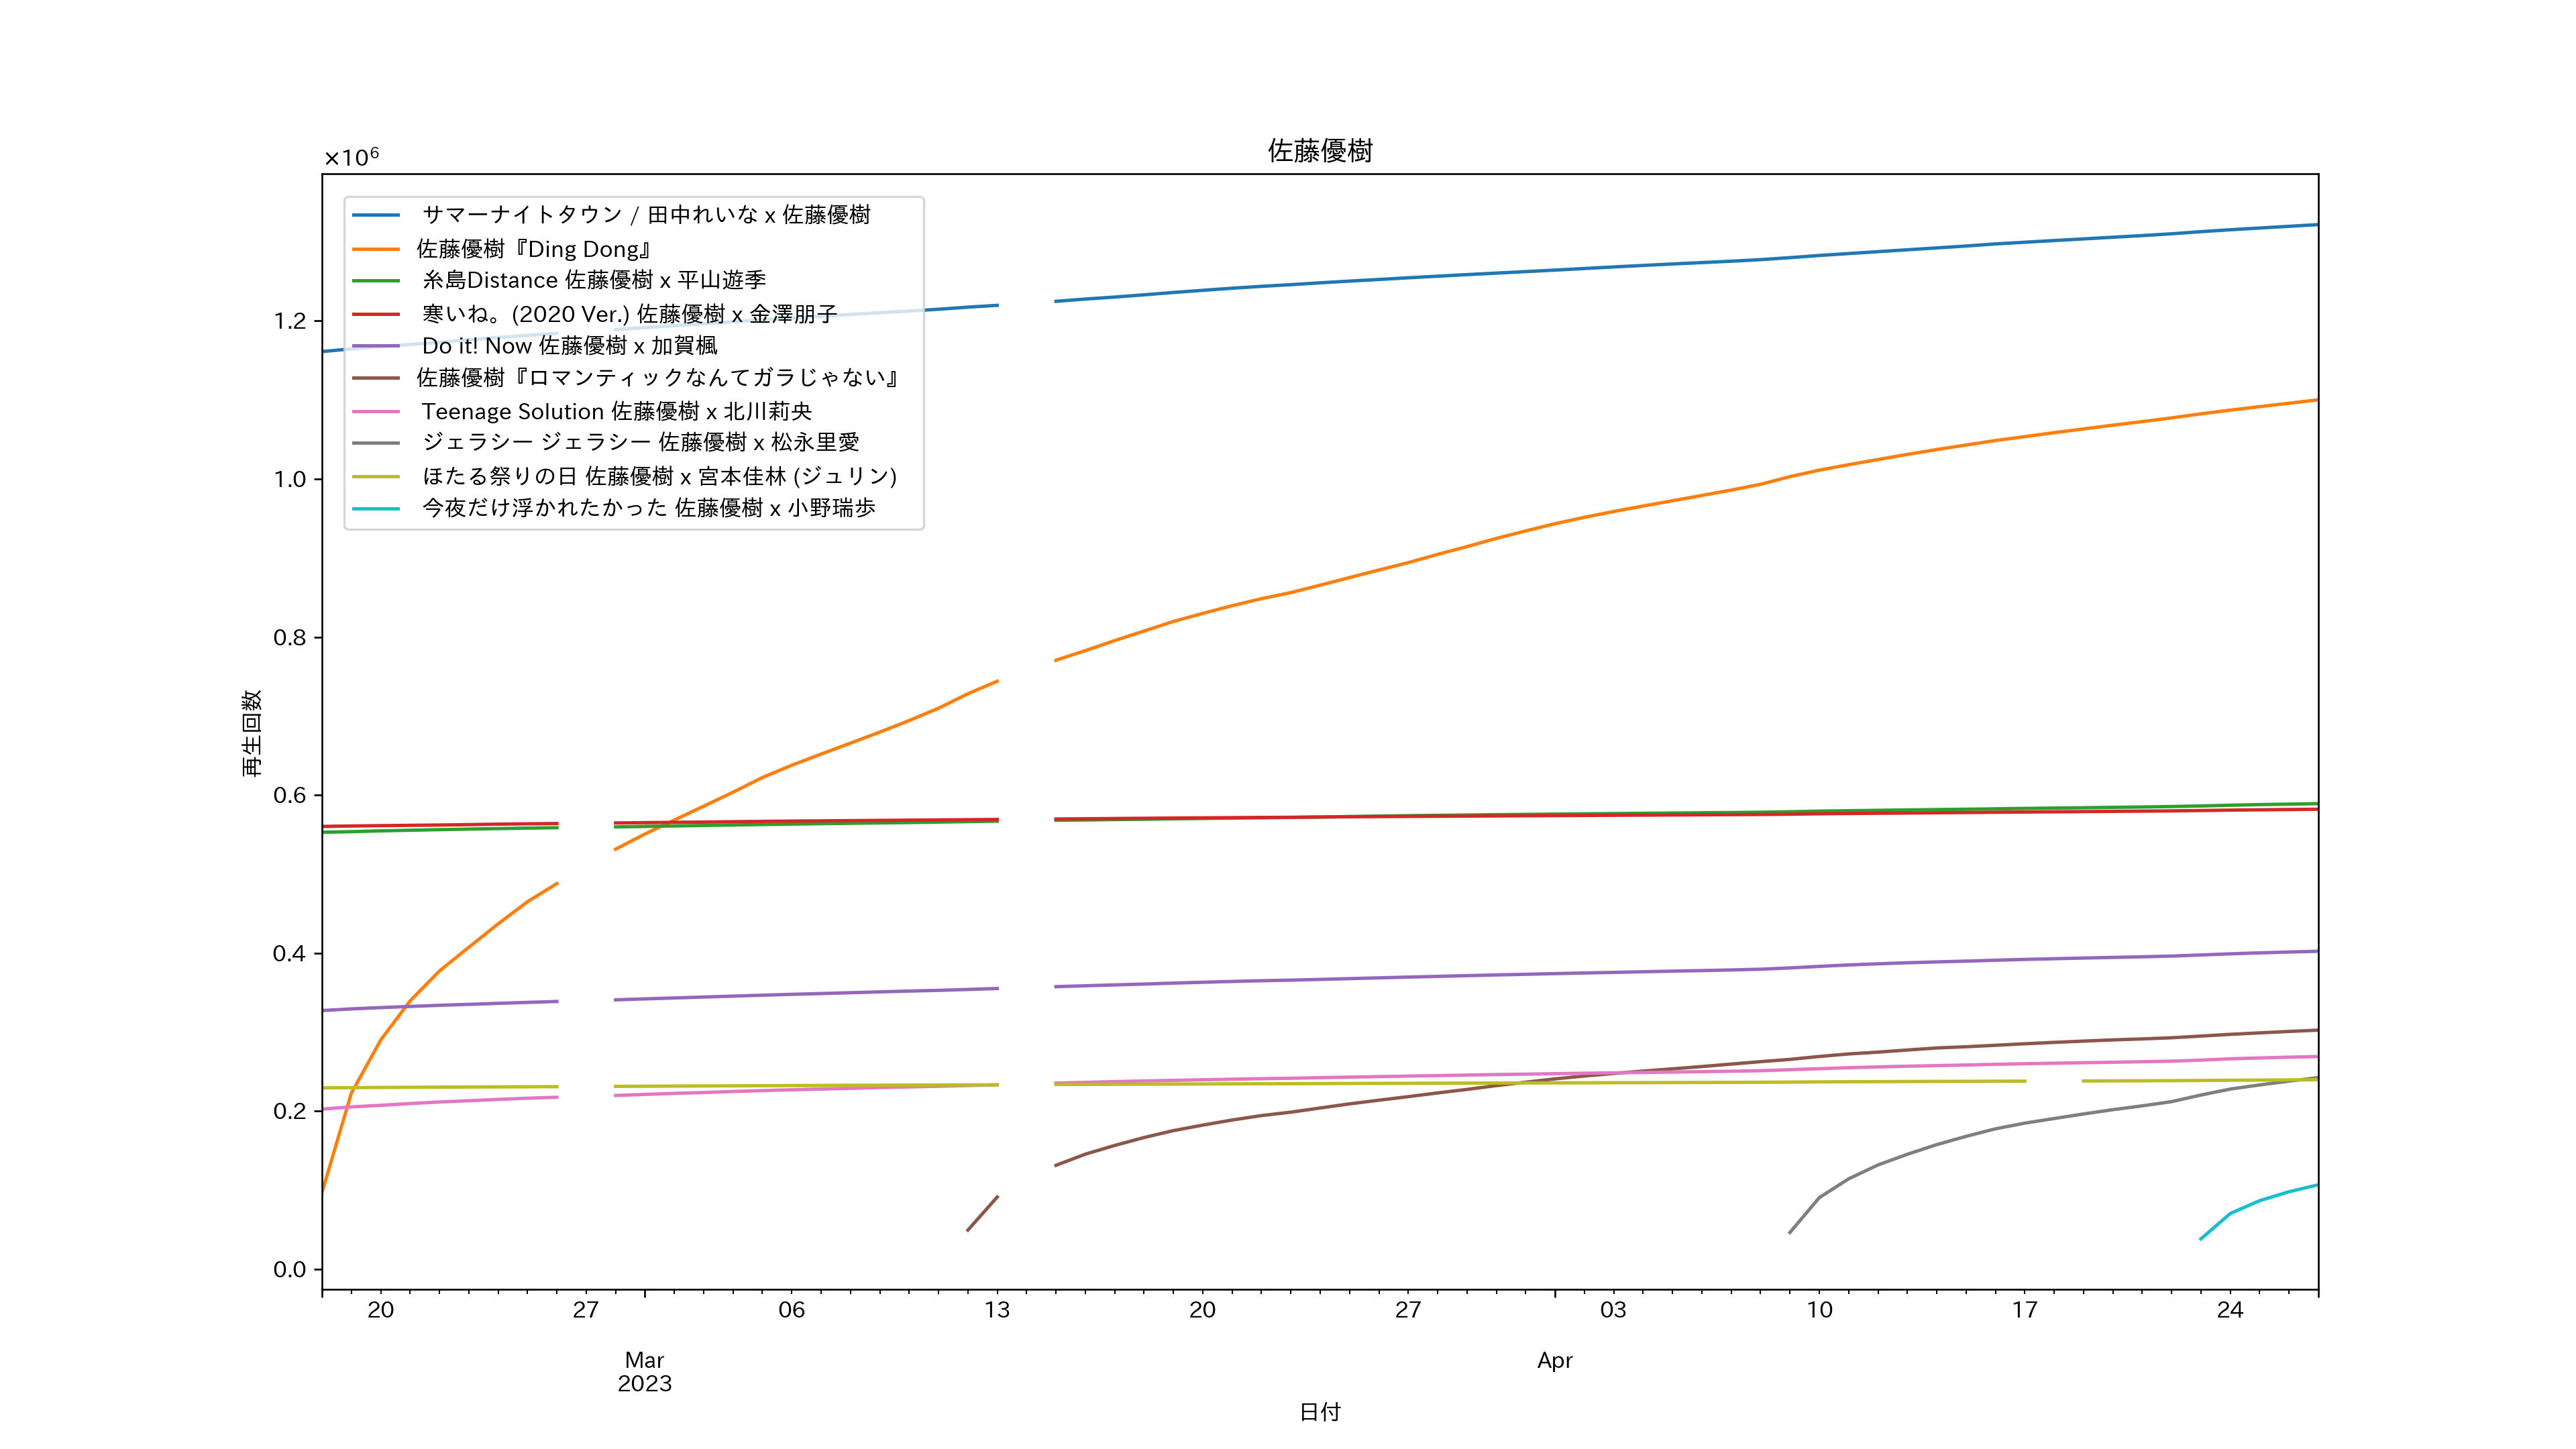 佐藤優樹
×10⁶
サマーナイトタウン / 田中れいな x 佐藤優樹
佐藤優樹『Ding Dong』
糸島Distance 佐藤優樹 x 平山遊季
寒いね。(2020 Ver.) 佐藤優樹 x 金澤朋子
Do it! Now 佐藤優樹 x 加賀楓
佐藤優樹『ロマンティックなんてガラじゃない』
Teenage Solution 佐藤優樹 x 北川莉央
ジェラシー ジェラシー 佐藤優樹 x 松永里愛
ほたる祭りの日 佐藤優樹 x 宮本佳林 (ジュリン)
今夜だけ浮かれたかった 佐藤優樹 x 小野瑞歩
1.2
1.0
0.8
0.6
0.4
0.2
0.0
再生回数
20 27 06 13 20 27 03 10 17 24
Mar Apr
2023
日付